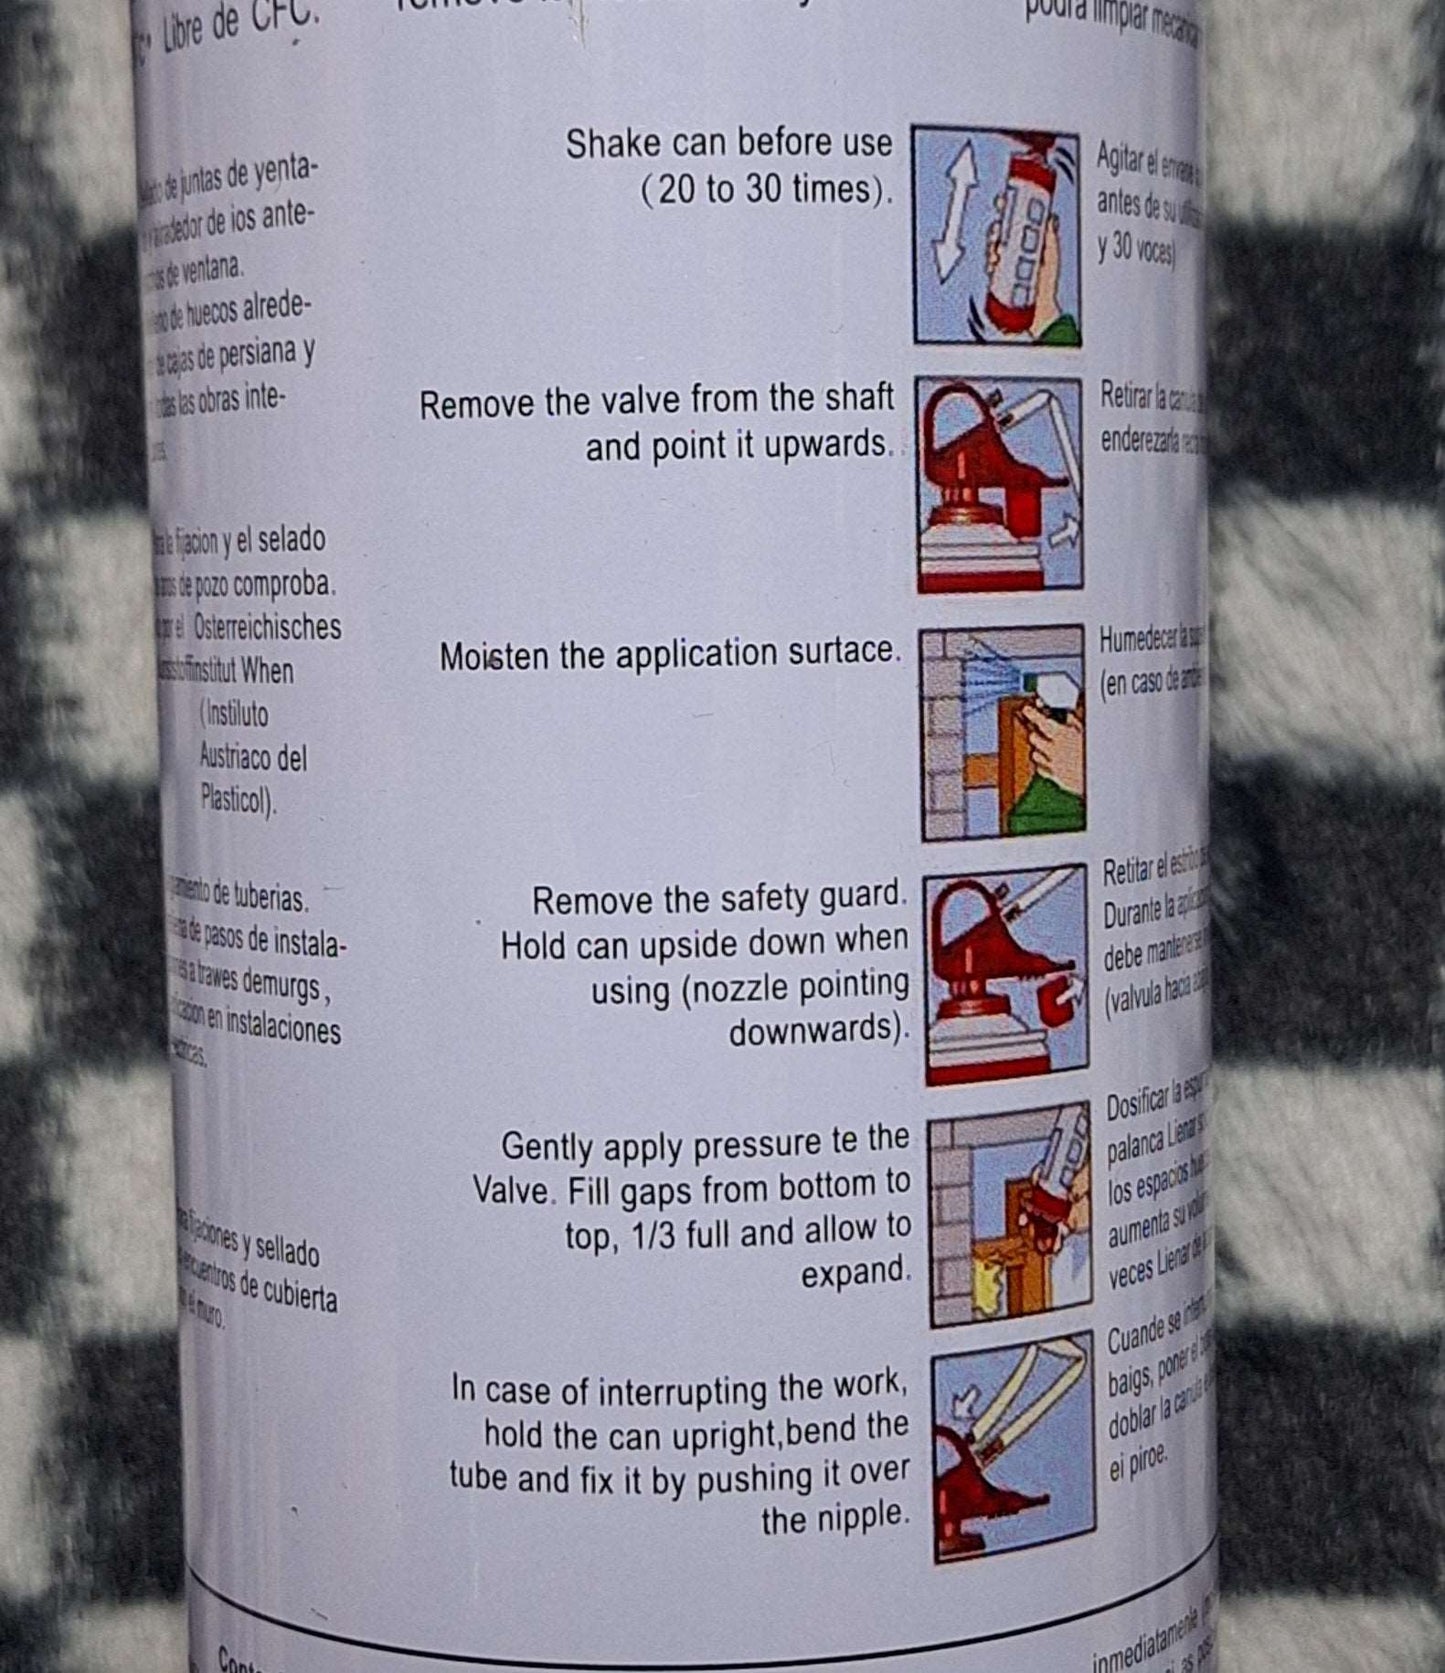 Libre de CFC.
de juntas de yenta-
de ios ante-
de ventana.
de huecos alrede-
de persiana y
las obras inte-
fijacion y el selado
de pozo comproba.
el Osterreichisches
When
(Instiluto
Austriaco del
Plasticol).
de tuberias.
de pasos de instala-
a trawes demurgs,
en instalaciones
y sellado
de cubierta
muro.
Shake can before use
(20 to 30 times).
Remove the valve from the shaft
and point it upwards.
Moisten the application surtace.
Remove the safety guard.
Hold can upside down when
using (nozzle pointing
downwards).
Gently apply pressure te the
Valve. Fill gaps from bottom to
top, 1/3 full and allow to
expand.
In case of interrupting the work,
hold the can upright,bend the
tube and fix it by pushing it over
the nipple.
podra limpiar
Agitar el
antes de su
y 30 voces)
Retirar la
enderezarla
Humedecer la
(en caso de
Retitar el
Durante la
debe
(valvula hacia
Dosificar la
palanca Lienar
los espacios
aumenta su
veces Lienar de
Cuande se
baigs, poner el
doblar la
ei piroe.
inmediatamenle